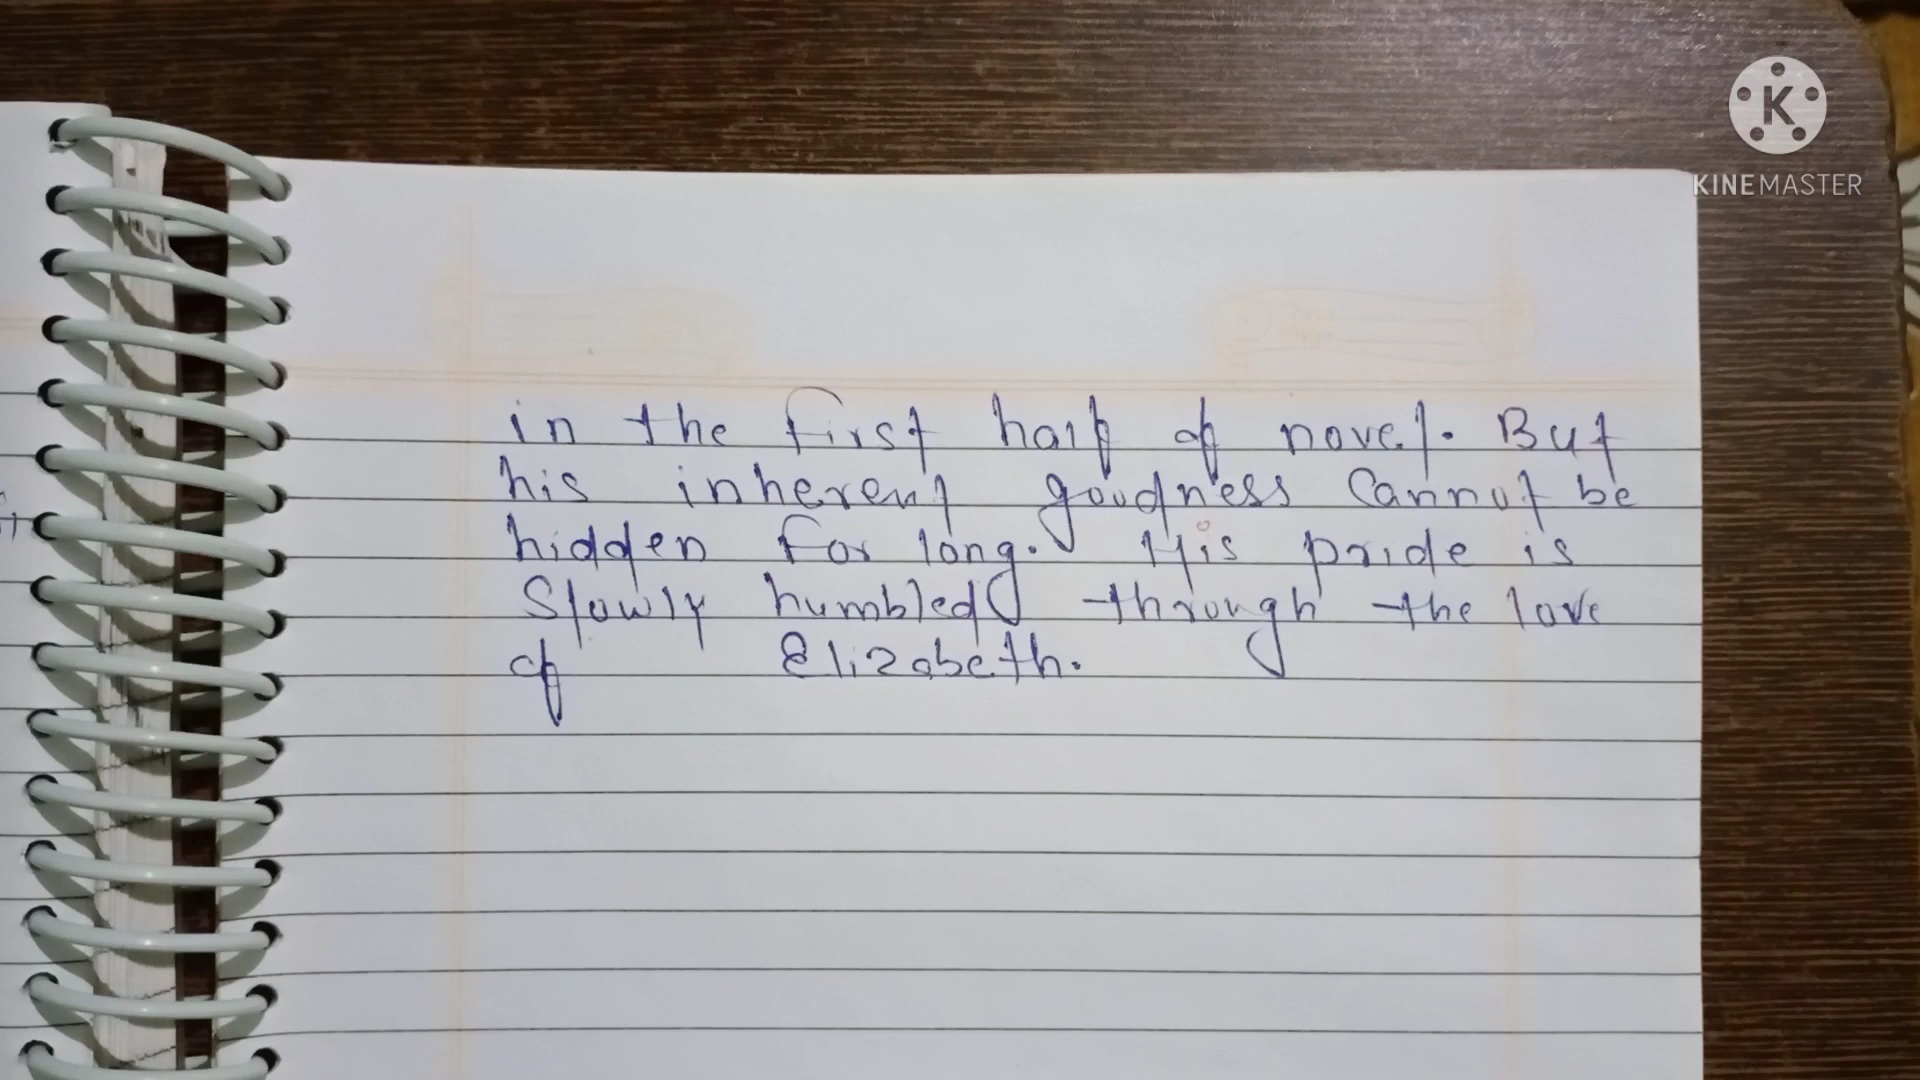 in the first half of novel. But
his inherent goodness Cannot be
hidden for long. His pride is
Slowly humbled through the love
of Elizabeth.
K
KINEMASTER